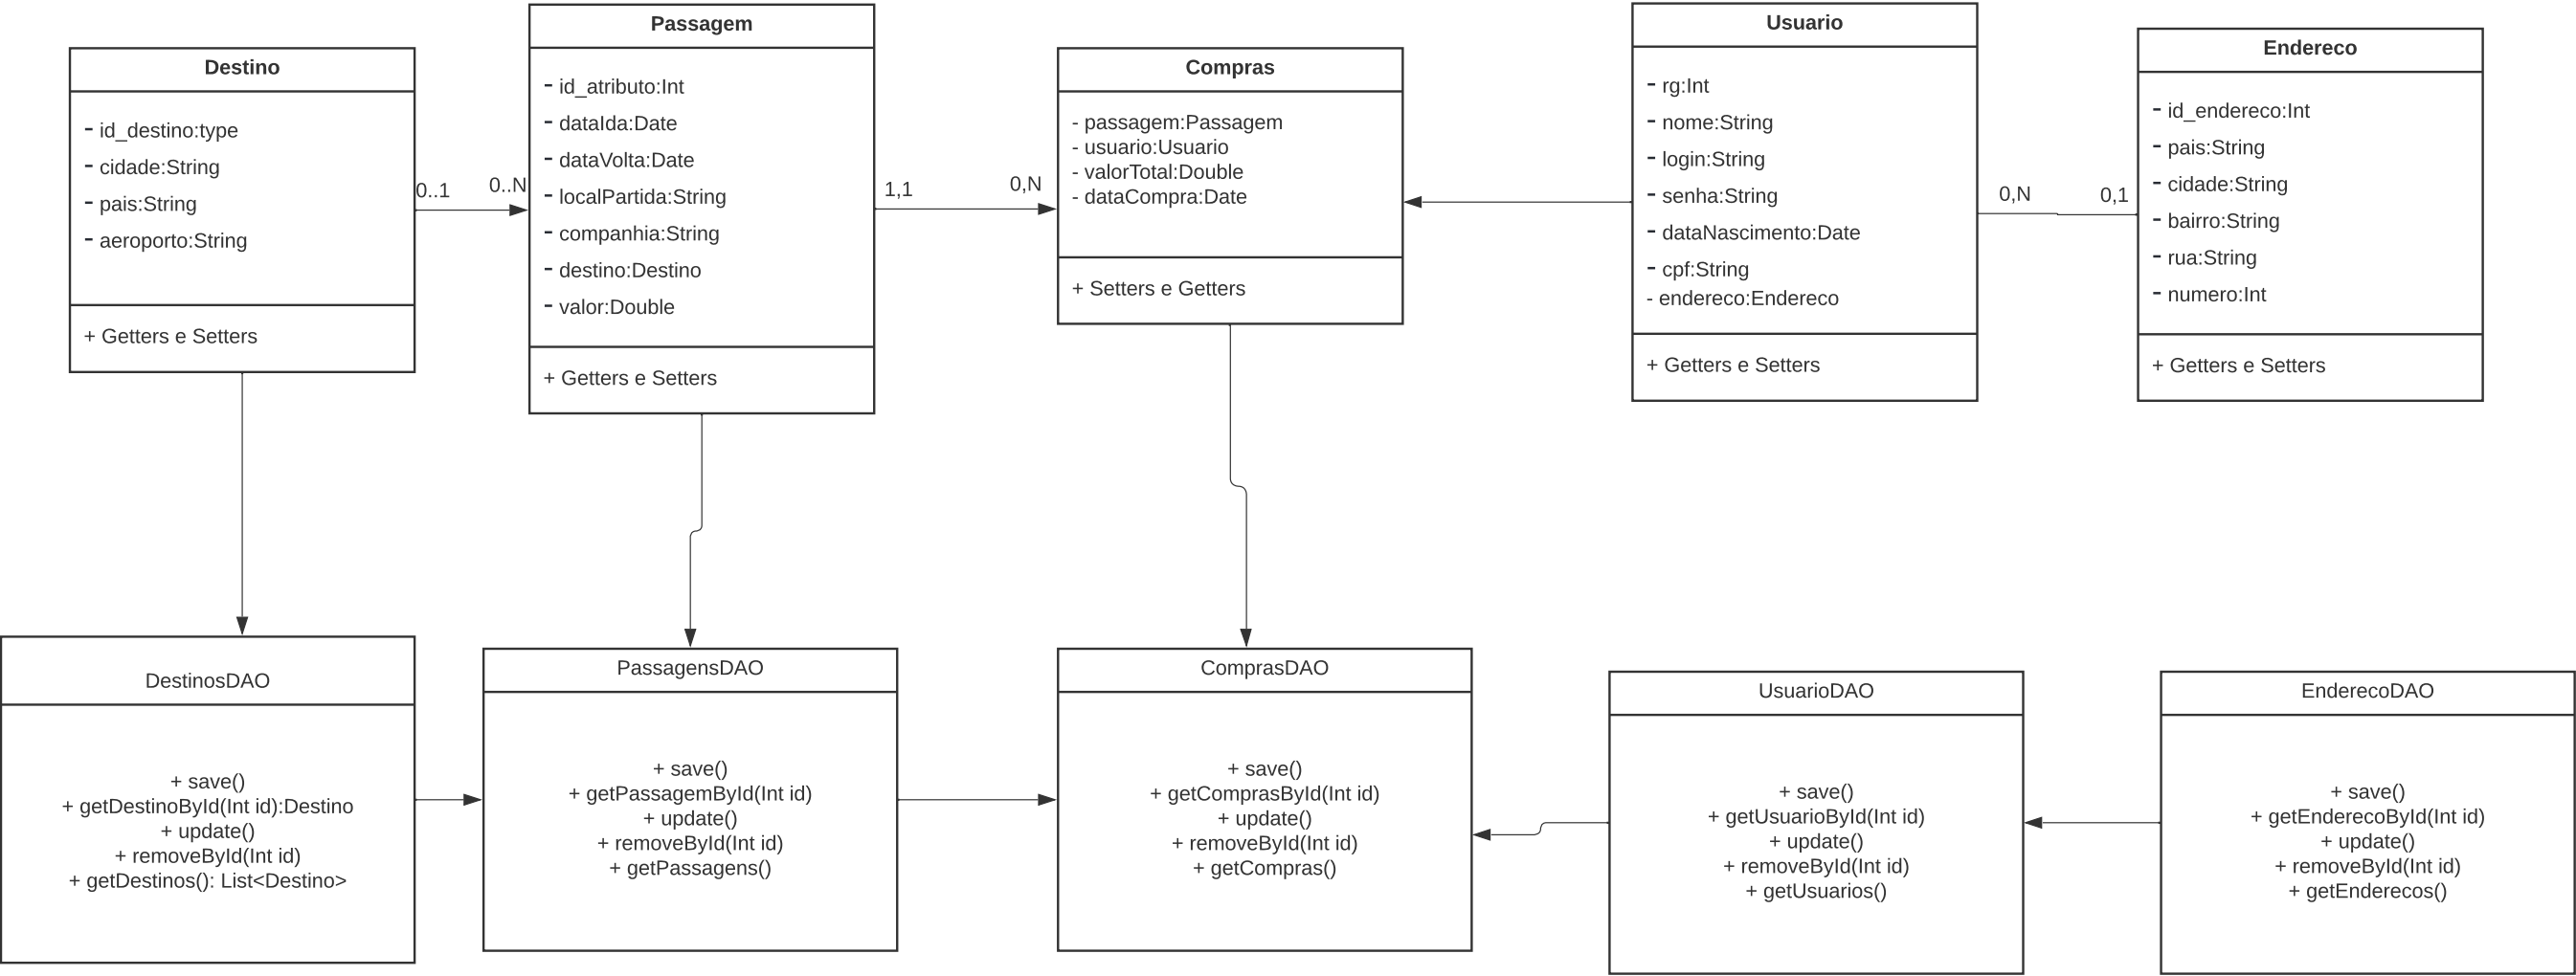 Destino
- id_destino:type
- cidade:String
- pais:String
- aeroporto:String
+ Getters e Setters
0..1
0..N
Passagem
- id_atributo:Int
- dataIda:Date
- dataVolta:Date
- localPartida:String
- companhia:String
- destino:Destino
- valor:Double
+ Getters e Setters
1,1
0,N
Compras
- passagem:Passagem
- usuario:Usuario
- valorTotal:Double
- dataCompra:Date
+ Setters e Getters
Usuario
- rg:Int
- nome:String
- login:String
- senha:String
- dataNascimento:Date
- cpf:String
- endereco:Endereco
+ Getters e Setters
0,N
0,1
Endereco
- id_endereco:Int
- pais:String
- cidade:String
- bairro:String
- rua:String
- numero:Int
+ Getters e Setters
DestinosDAO
+ save()
+ getDestinoById(Int id):Destino
+ update()
+ removeById(Int id)
+ getDestinos(): List<Destino>
PassagensDAO
+ save()
+ getPassagemById(Int id)
+ update()
+ removeById(Int id)
+ getPassagens()
ComprasDAO
+ save()
+ getComprasById(Int id)
+ update()
+ removeById(Int id)
+ getCompras()
UsuarioDAO
+ save()
+ getUsuarioById(Int id)
+ update()
+ removeById(Int id)
+ getUsuarios()
EnderecoDAO
+ save()
+ getEnderecoById(Int id)
+ update()
+ removeById(Int id)
+ getEnderecos()